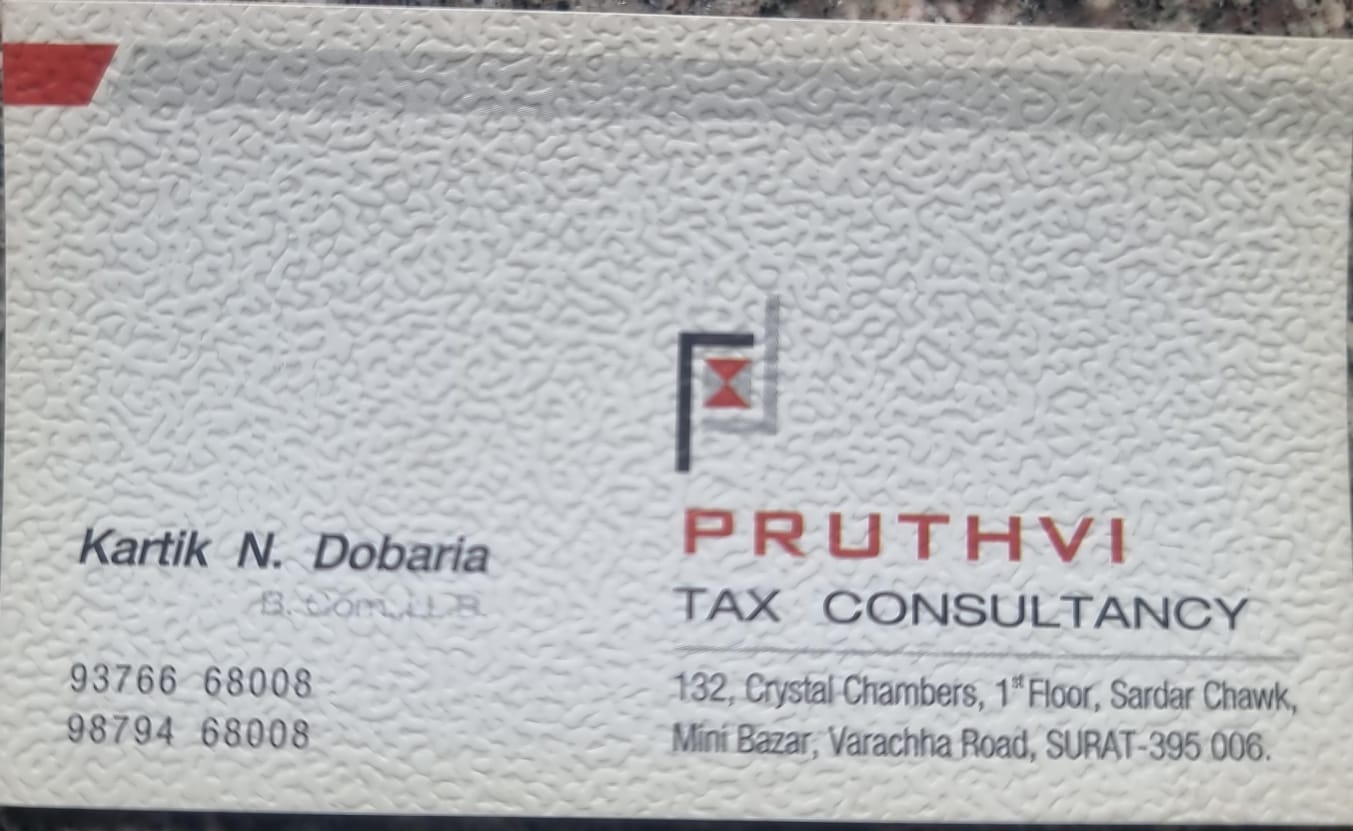 Kartik N. Dobaria
B.Com.,LL.B.
93766 68008
98794 68008
PRUTHVI
TAX CONSULTANCY
132, Crystal Chambers, 1st Floor, Sardar Chawk,
Mini Bazar, Varachha Road, SURAT-395 006.